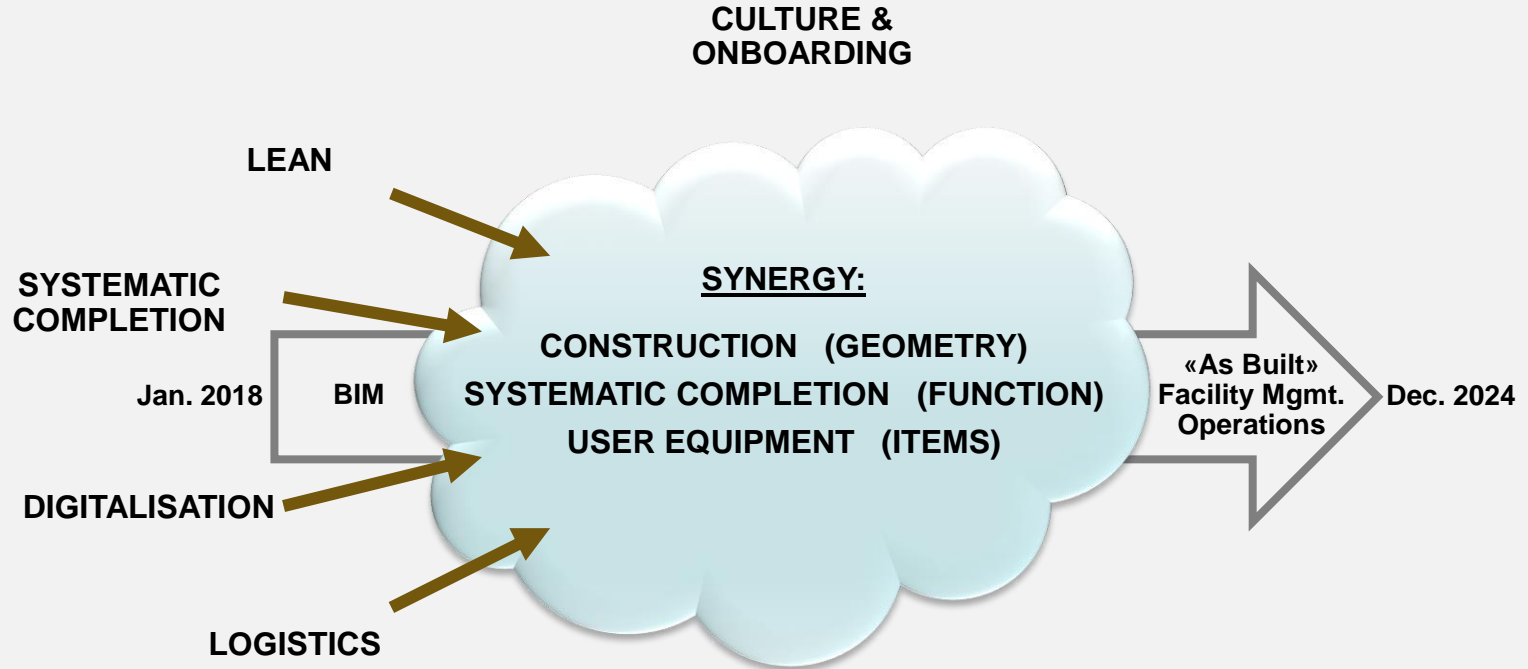 CULTURE &
ONBOARDING
LEAN
SYSTEMATIC
COMPLETION
SYNERGY:
CONSTRUCTION (GEOMETRY)
SYSTEMATIC COMPLETION (FUNCTION)
USER EQUIPMENT (ITEMS)
Jan. 2018
BIM
«As Built»
Facility Mgmt.
Operations
Dec. 2024
DIGITALISATION
LOGISTICS